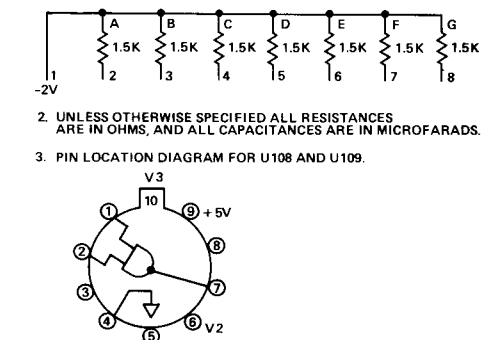 A B C D E F G
1.5K 1.5K 1.5K 1.5K 1.5K 1.5K 1.5K
1 2 3 4 5 6 7 8
-2V
2. UNLESS OTHERWISE SPECIFIED ALL RESISTANCES
ARE IN OHMS, AND ALL CAPACITANCES ARE IN MICROFARADS.
3. PIN LOCATION DIAGRAM FOR U108 AND U109.
V3
10
1
9 +5V
2
8
3
7
4
6 V2
5